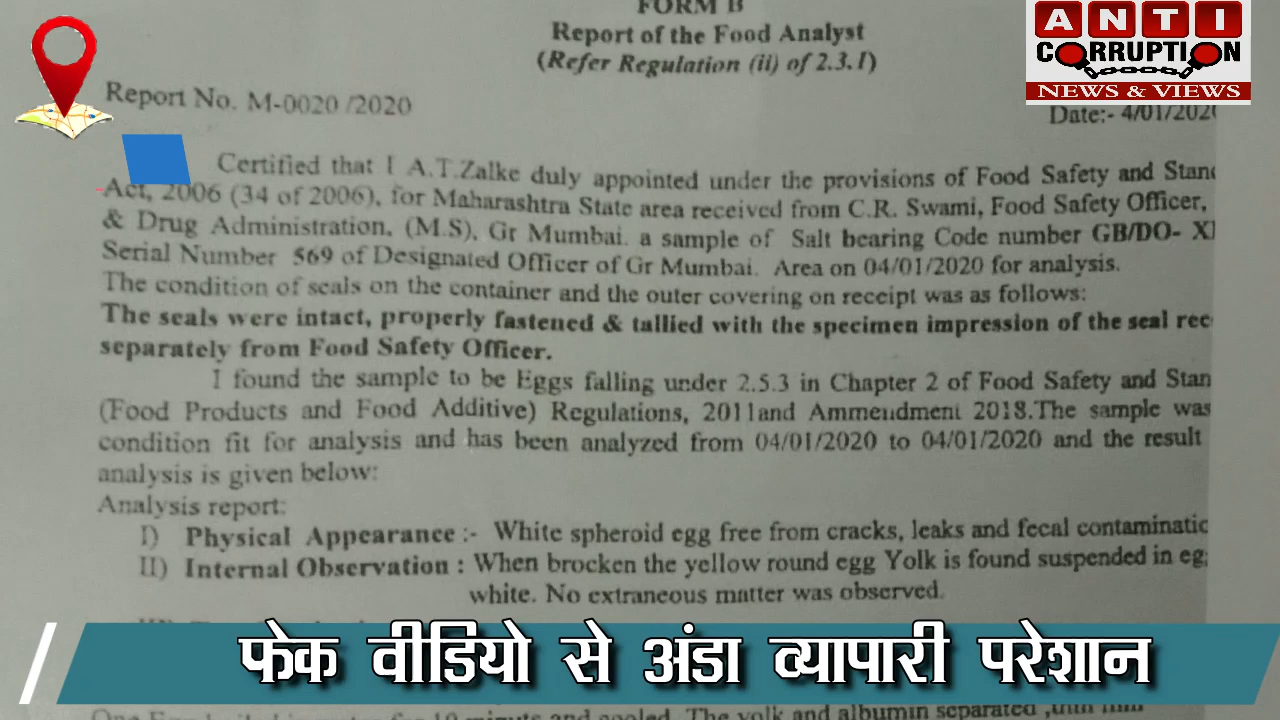 FORM B
Report of the Food Analyst
(Refer Regulation (ii) of 2.3.1)
ANTI
CORRUPTION
NEWS & VIEWS
Report No. M-0020 /2020
Date:- 4/01/202
Certified that I A.T.Zalke duly appointed under the provisions of Food Safety and Stan
Act, 2006 (34 of 2006), for Maharashtra State area received from C.R. Swami, Food Safety Officer,
& Drug Administration, (M.S), Gr Mumbai. a sample of Salt bearing Code number GB/DO- XI
Serial Number 569 of Designated Officer of Gr Mumbai. Area on 04/01/2020 for analysis.
The condition of seals on the container and the outer covering on receipt was as follows:
The seals were intact, properly fastened & tallied with the specimen impression of the seal rec
separately from Food Safety Officer.
I found the sample to be Eggs falling under 2.5.3 in Chapter 2 of Food Safety and Stan
(Food Products and Food Additive) Regulations, 2011and Ammendment 2018.The sample was
condition fit for analysis and has been analyzed from 04/01/2020 to 04/01/2020 and the result
analysis is given below:
Analysis report:
I) Physical Appearance :- White spheroid egg free from cracks, leaks and fecal contaminatio
II) Internal Observation : When brocken the yellow round egg Yolk is found suspended in eg
white. No extraneous matter was observed.
फेक वीडियो से अंडा व्यापारी परेशान
The yolk and albumin separated